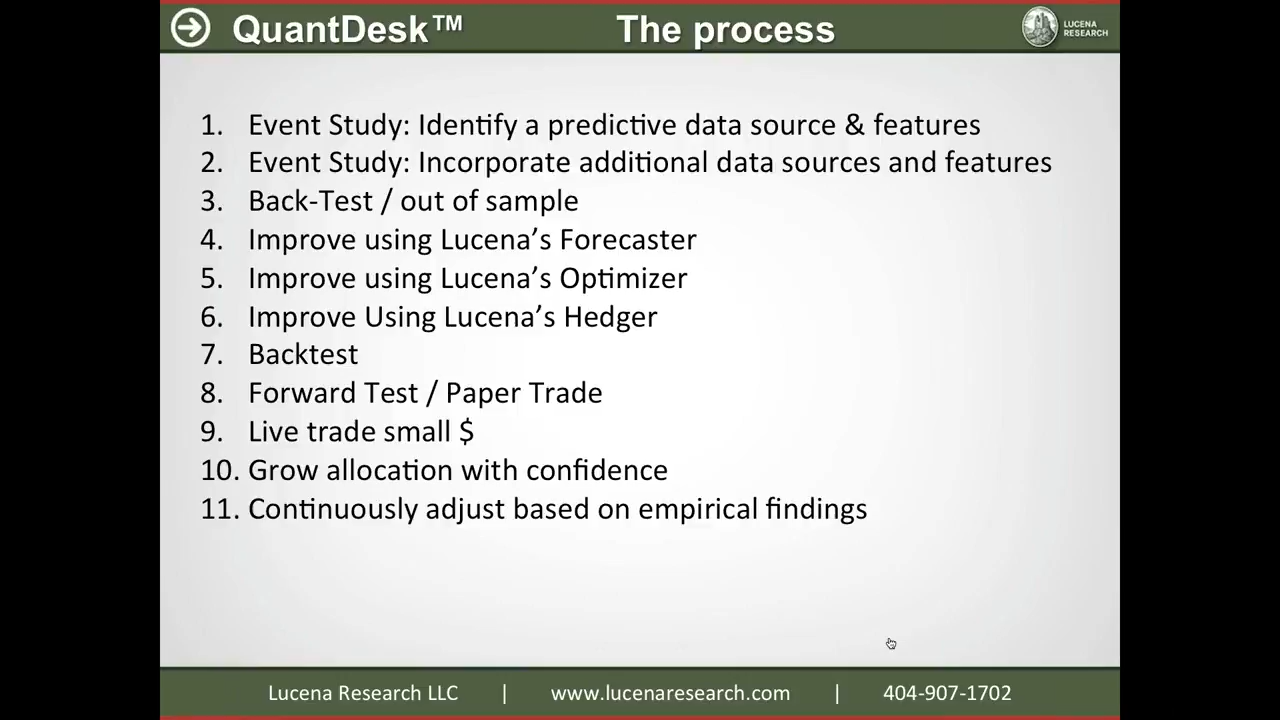 QuantDesk™ The process
LUCENA
RESEARCH
1. Event Study: Identify a predictive data source & features
2. Event Study: Incorporate additional data sources and features
3. Back-Test / out of sample
4. Improve using Lucena’s Forecaster
5. Improve using Lucena’s Optimizer
6. Improve Using Lucena’s Hedger
7. Backtest
8. Forward Test / Paper Trade
9. Live trade small $
10. Grow allocation with confidence
11. Continuously adjust based on empirical findings
Lucena Research LLC | www.lucenaresearch.com | 404-907-1702